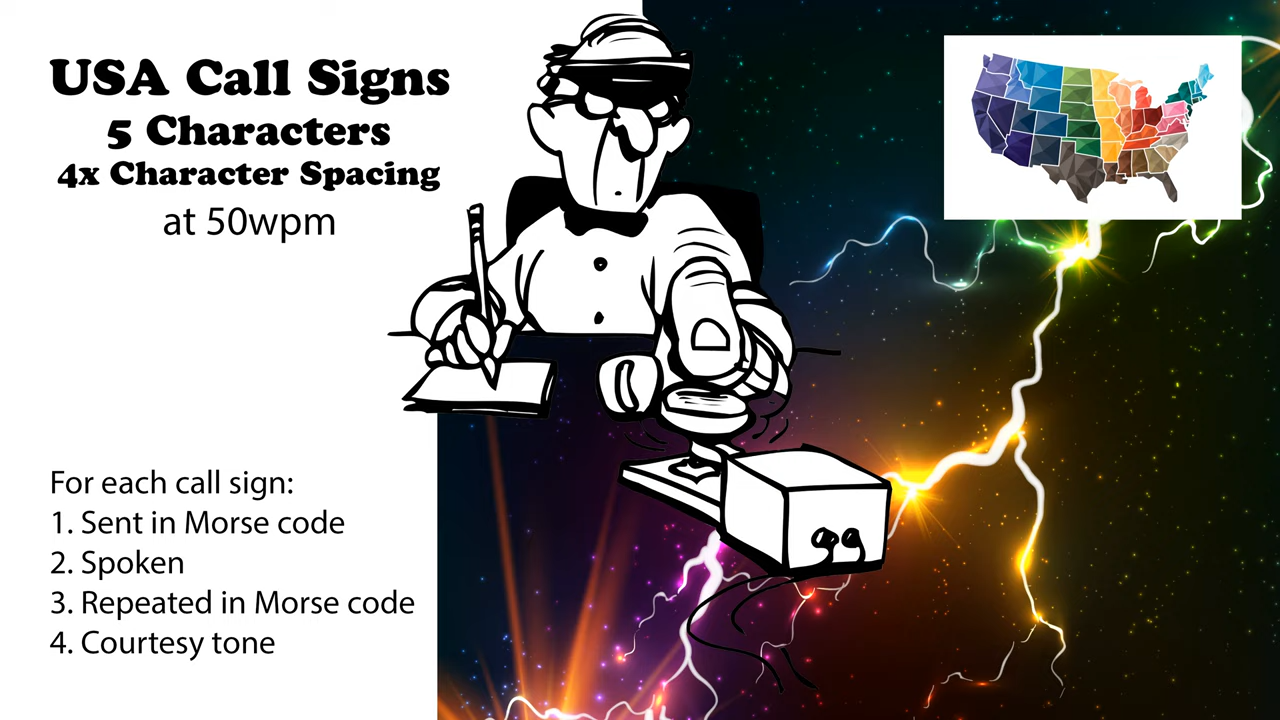 USA Call Signs
5 Characters
4x Character Spacing
at 50wpm
For each call sign:
1. Sent in Morse code
2. Spoken
3. Repeated in Morse code
4. Courtesy tone